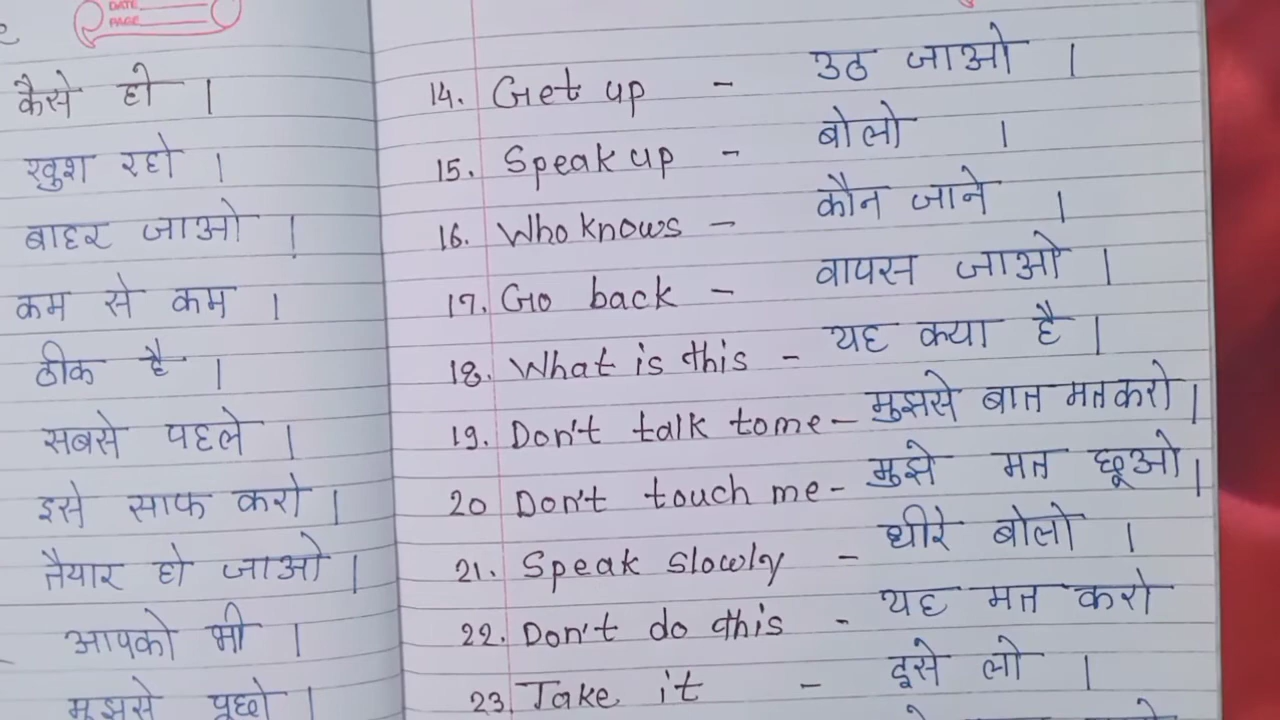 DATE
PAGE
कैसे हो ।
खुश रहो ।
बाहर जाओ ।
कम से कम ।
ठीक है ।
सबसे पहले ।
इसे साफ करो ।
तैयार हो जाओ ।
आपको भी ।
मुझसे पूछो ।
14. Get up - उठ जाओ ।
15. Speak up - बोलो ।
16. Who knows - कौन जाने ।
17. Go back - वापस जाओ ।
18. What is this - यह क्या है ।
19. Don't talk to me - मुझसे बात मत करो ।
20 Don't touch me - मुझे मत छूओ ।
21. Speak slowly - धीरे बोलो ।
22. Don't do this - यह मत करो
23. Take it - इसे लो ।